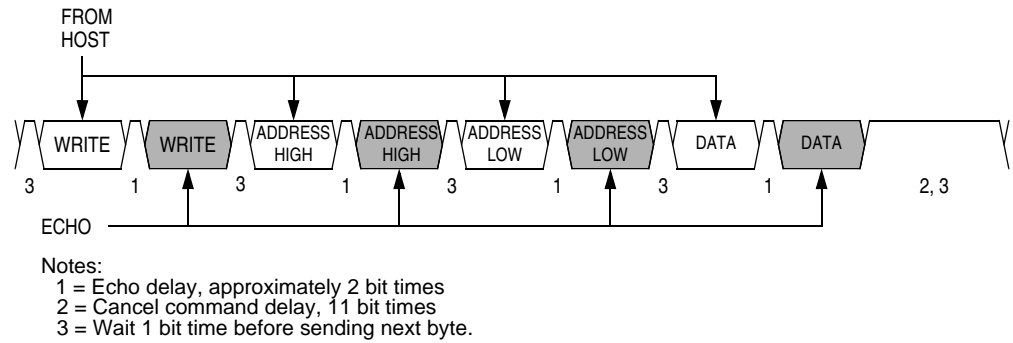 FROM
HOST
WRITE WRITE ADDRESS HIGH ADDRESS HIGH ADDRESS LOW ADDRESS LOW DATA DATA
3 1 3 1 3 1 3 1 2, 3
ECHO
Notes:
1 = Echo delay, approximately 2 bit times
2 = Cancel command delay, 11 bit times
3 = Wait 1 bit time before sending next byte.